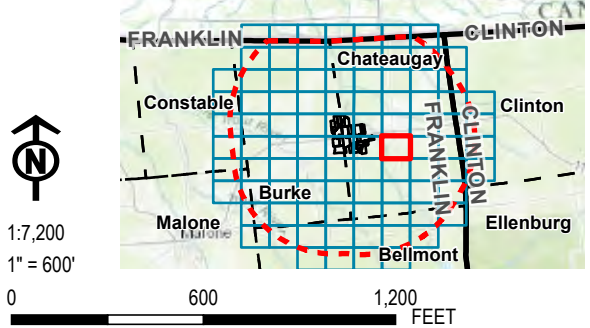 FRANKLIN
CLINTON
Chateaugay
Constable
Clinton
FRANKLIN
CLINTON
Burke
Malone
Malone
Ellenburg
Bellmont
N
1:7,200
1" = 600'
0 600 1,200
FEET